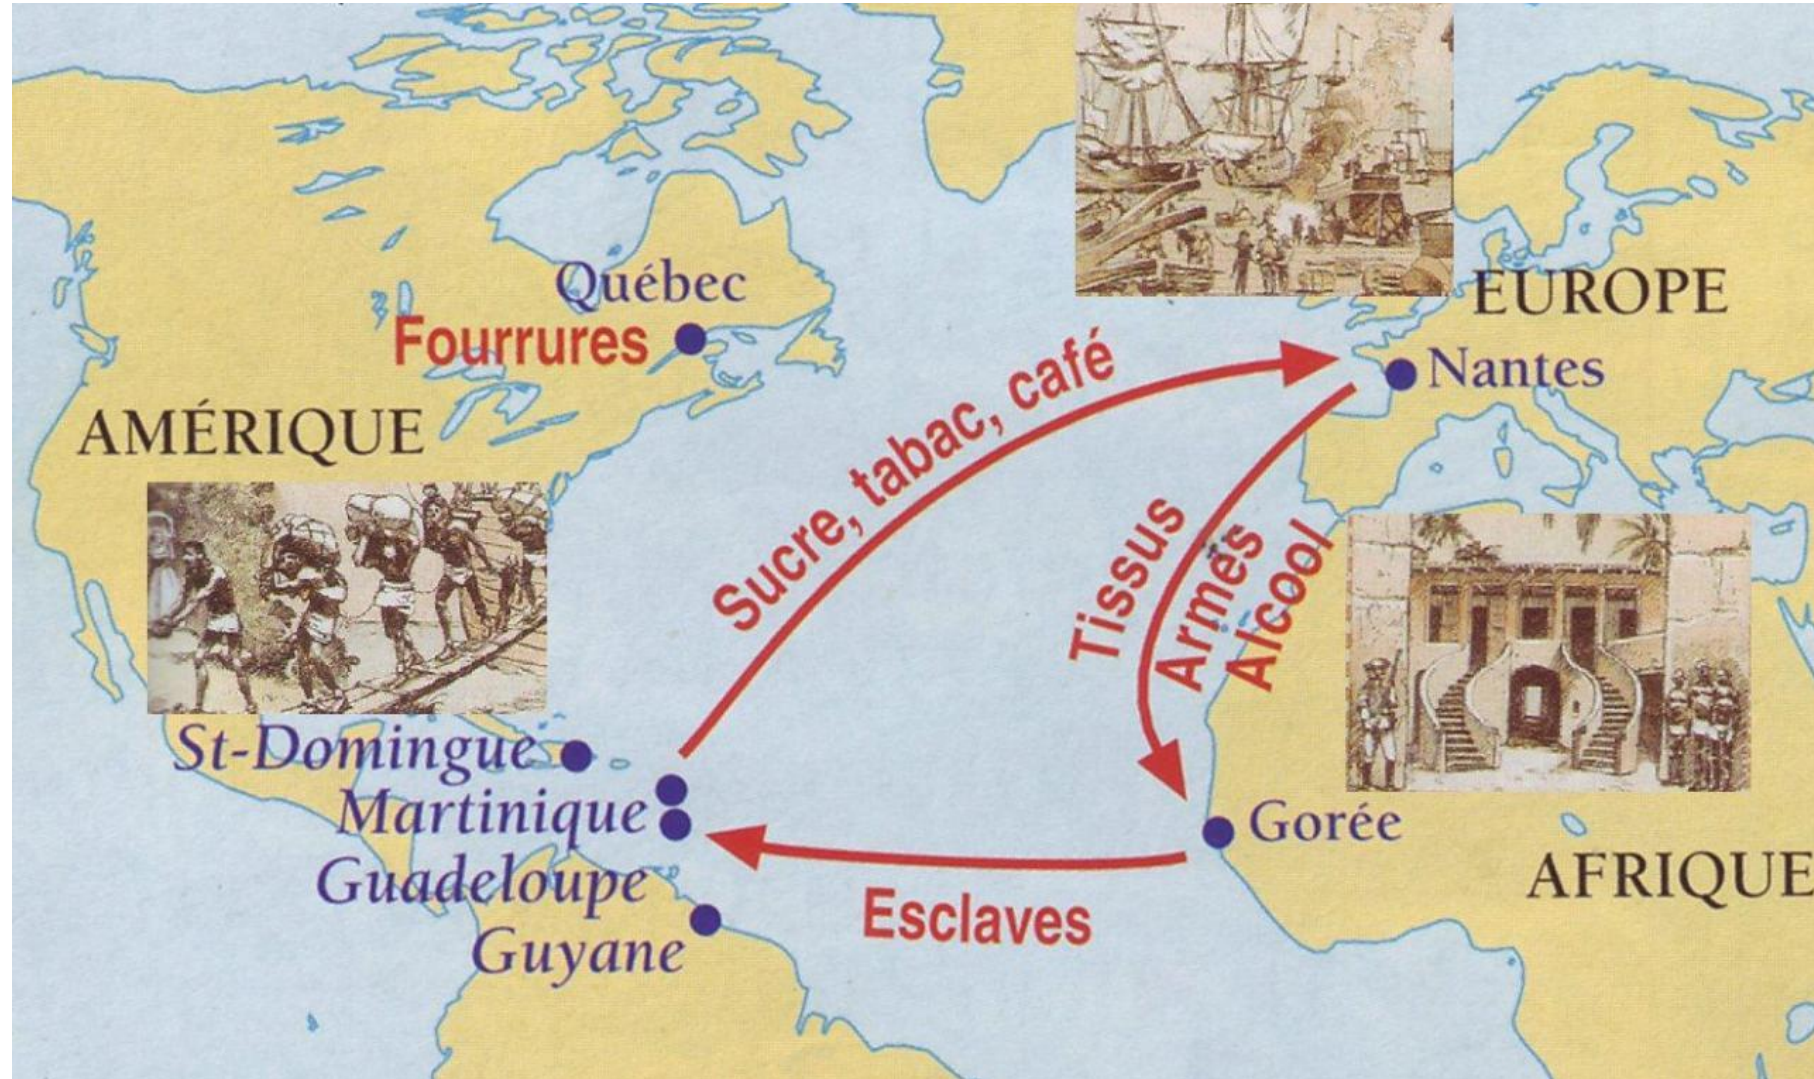 Québec
Fourrures
AMÉRIQUE
EUROPE
Nantes
Sucre, tabac, café
Tissus
Armes
Alcool
St-Domingue
Martinique
Guadeloupe
Guyane
Esclaves
Gorée
AFRIQUE